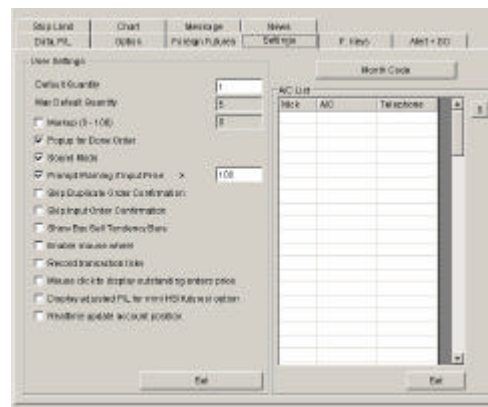 Stop Limit Chart Message News
Data, P/L Option Foreign Futures Settings F. Keys Alert + SO
User Settings
Month Code
Default Quantity 1
A/C List
Max Default Quantity 5
Nick A/C Telephone
Markup (0 - 100) 0
Popup for Done Order
Sound Mode
Prompt Warning if Input Price > 100
Skip Duplicate Order Confirmation
Skip Input Order Confirmation
Show Buy Sell Tendency Bars
Enable mouse wheel
Record transaction ticks
Mouse click to display outstanding orders price
Display adjusted P/L for mini HSI futures/option
Realtime update account position
Set Set